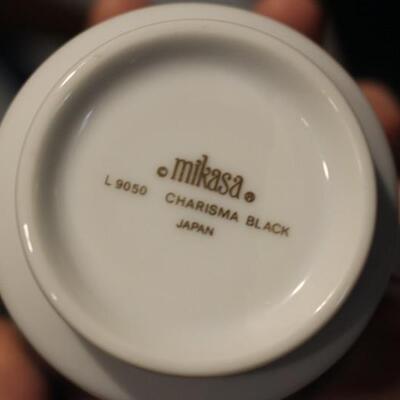 © mikasa ®
L 9050 CHARISMA BLACK
JAPAN